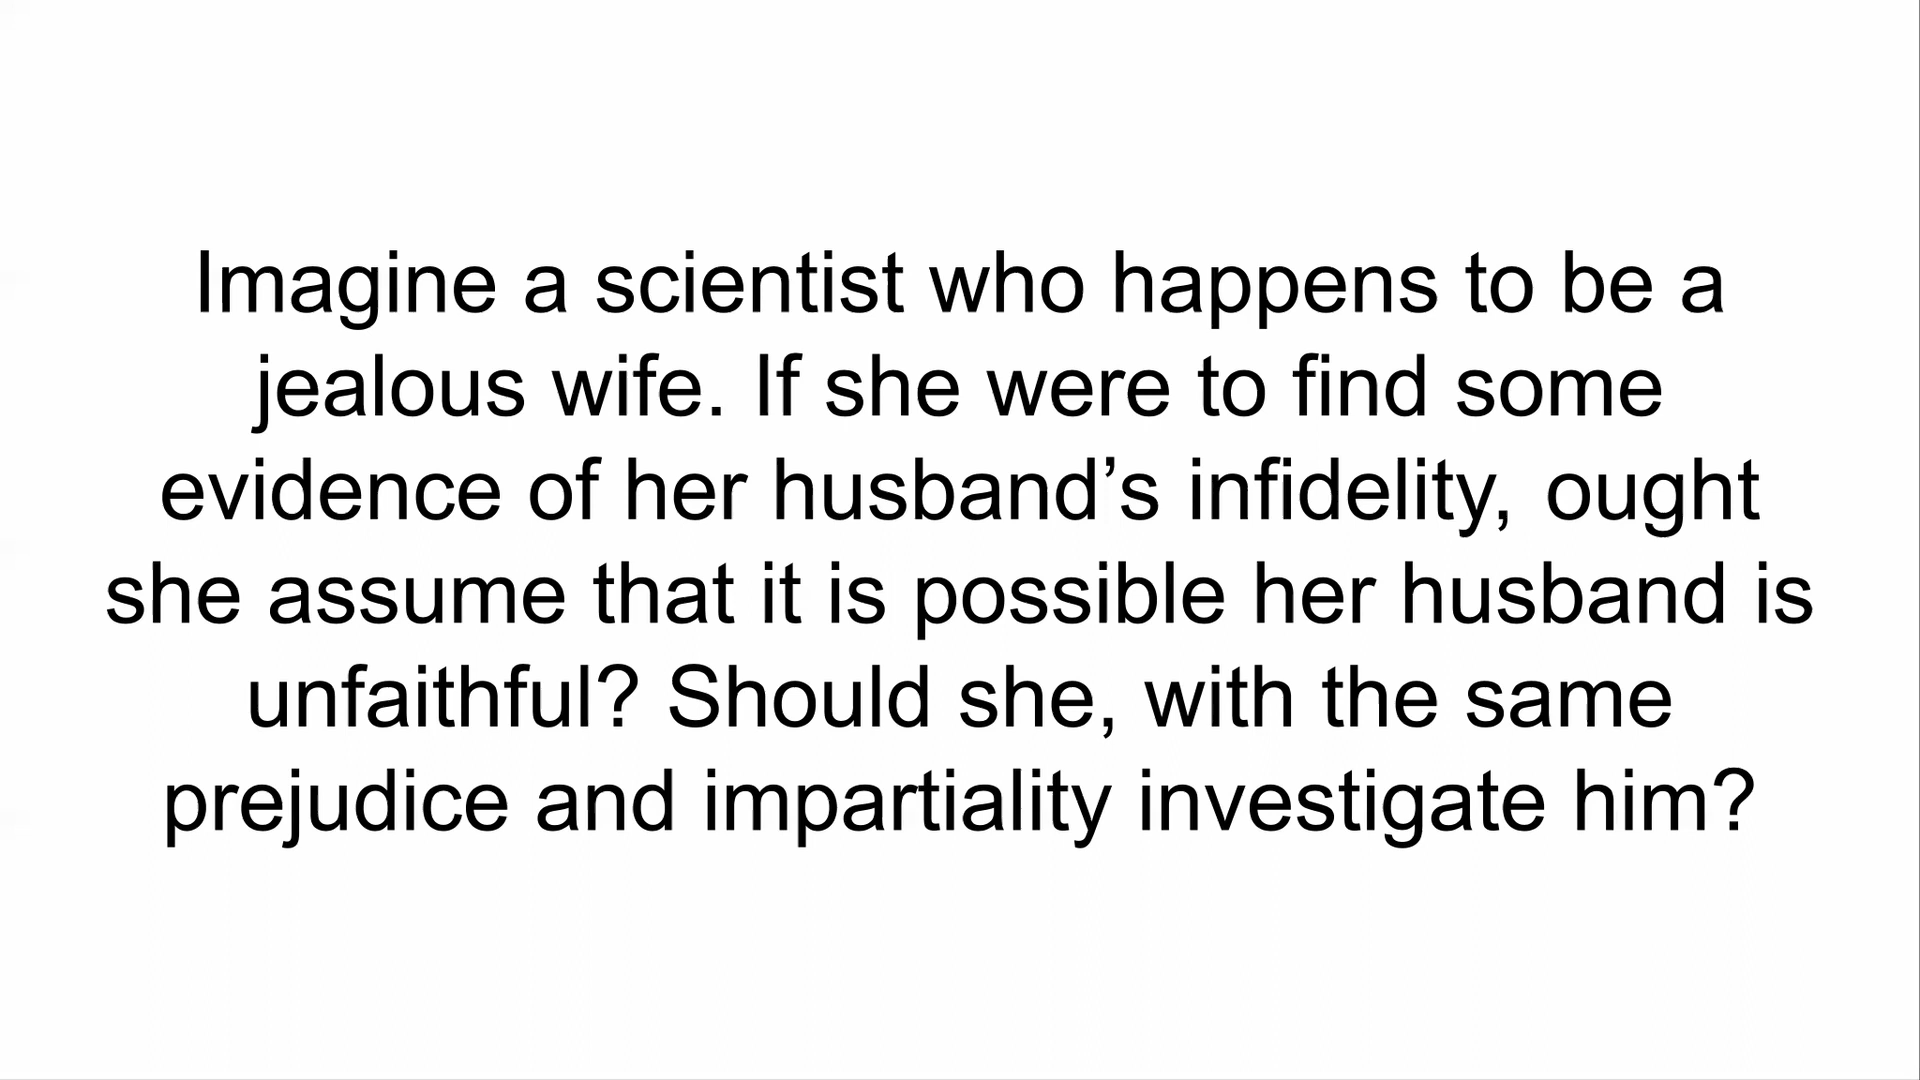 Imagine a scientist who happens to be a
jealous wife. If she were to find some
evidence of her husband’s infidelity, ought
she assume that it is possible her husband is
unfaithful? Should she, with the same
prejudice and impartiality investigate him?